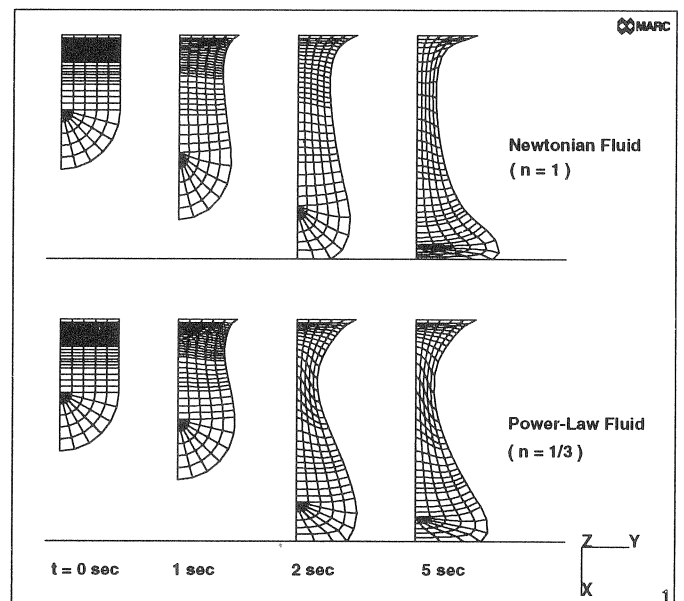 MARC
Newtonian Fluid
( n = 1 )
Power-Law Fluid
( n = 1/3 )
Z Y
t = 0 sec 1 sec 2 sec 5 sec
X
1